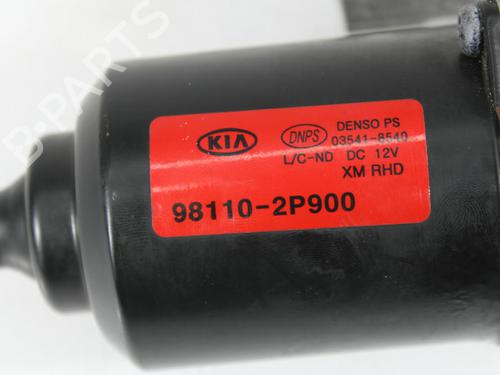 KIA
DNPS
DENSO PS
03541-8540
L/C-ND DC 12V
XM RHD
98110-2P900
B-PARTS